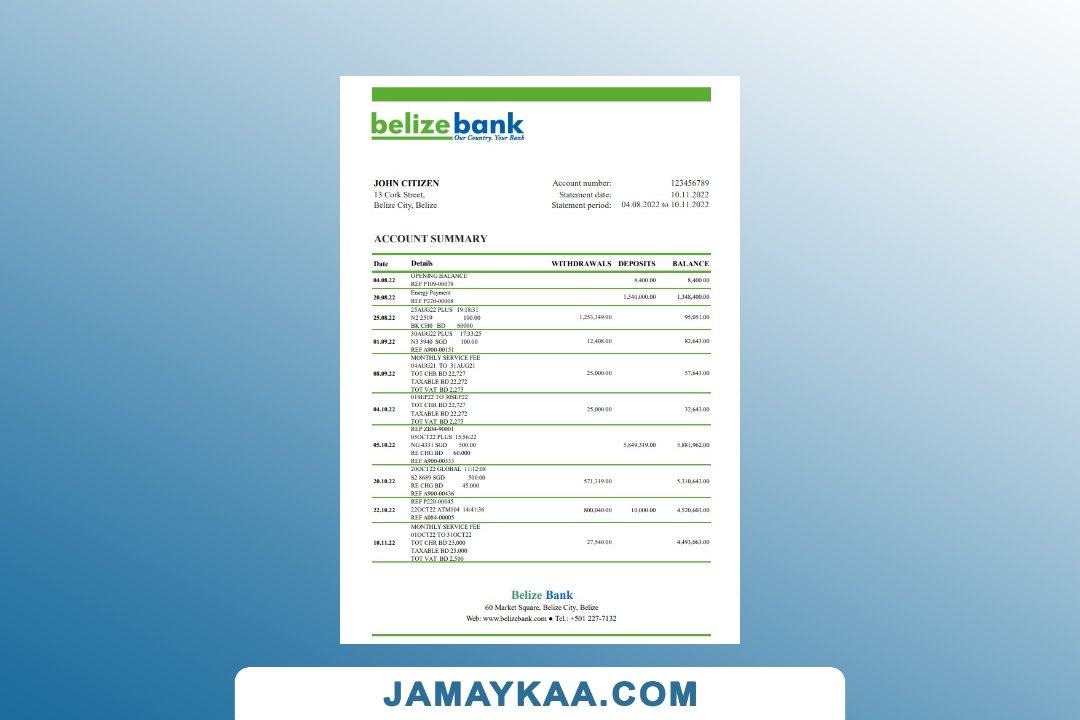 belizebank
Our Country. Your Bank
JOHN CITIZEN
13 Cork Street,
Belize City, Belize
Account number: 123456789
Statement date: 10.11.2022
Statement period: 04.08.2022 to 10.11.2022
ACCOUNT SUMMARY
Date Details WITHDRAWALS DEPOSITS BALANCE
OPENING BALANCE
04.08.22 8,400.00 8,400.00
REF P109-00078
Energy Payment
20.08.22 1,340,000.00 1,348,400.00
REF P220-00008
25AUG22 PLUS 19:18:31
25.08.22 N2 2519 100.00 1,253,349.00 95,051.00
BK CH0 BD 60000
30AUG22 PLUS 17:33:25
01.09.22 N3 3940 SGD 100.00 12,408.00 82,643.00
REF A900-00151
MONTHLY SERVICE FEE
04AUG21 TO 31AUG21
08.09.22 TOT CHR BD 22,727 25,000.00 57,643.00
TAXABLE BD 22,272
TOT VAT BD 2,273
01SEP22 TO 30SEP22
TOT CHR BD 22,727
04.10.22 25,000.00 32,643.00
TAXABLE BD 22,272
TOT VAT BD 2,273
REP ZID4-90001
05OCT22 PLUS 15:56:22
05.10.22 NG 4331 SGD 500.00 5,849,319.00 5,881,962.00
RE CHG BD 60.000
REF A900-00333
20OCT22 GLOBAL 11:12:08
S2 8689 SGD 500.00
20.10.22 571,319.00 5,310,643.00
RE CHG BD 45.000
REF A900-00436
REF P220-00045
22.10.22 22OCT22 ATM104 14:41:36 800,040.00 10,000.00 4,520,603.00
REF A084-00005
MONTHLY SERVICE FEE
01OCT22 TO 31OCT22
10.11.22 TOT CHR BD 25,000 27,540.00 4,493,063.00
TAXABLE BD 25,000
TOT VAT BD 2,500
Belize Bank
60 Market Square, Belize City, Belize
Web: www.belizebank.com ● Tel.: +501 227-7132
JAMAYKAA.COM